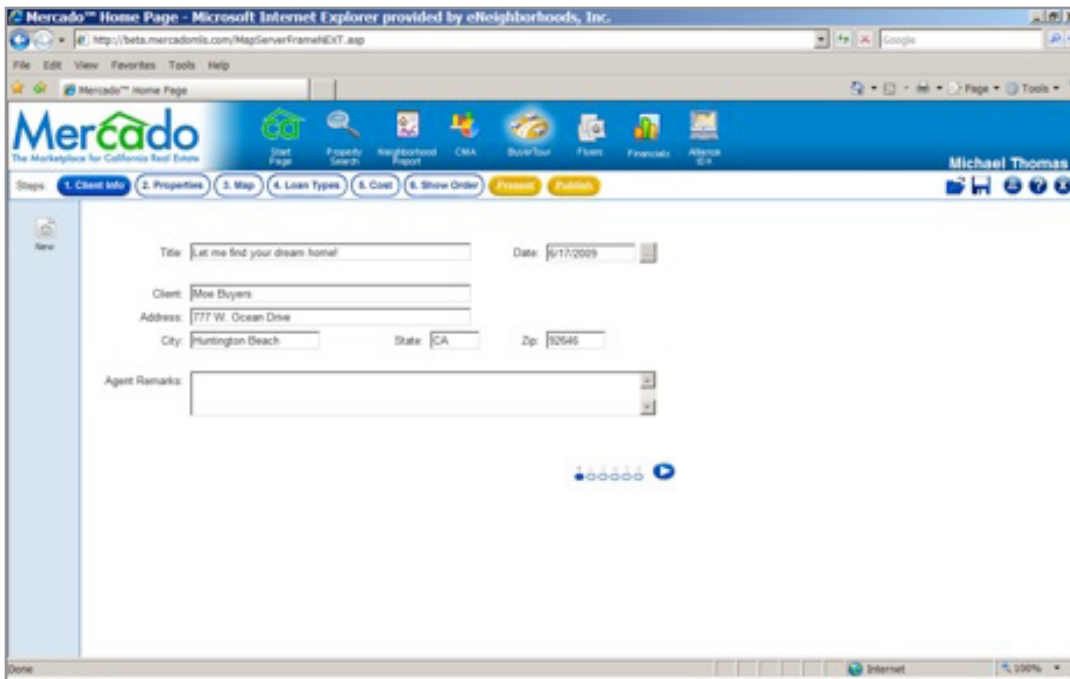 Mercado™ Home Page - Microsoft Internet Explorer provided by eNeighborhoods, Inc.
http://beta.mercadomls.com/MapServerFrameNEXT.asp
Google
File Edit View Favorites Tools Help
Mercado™ Home Page
Page Tools
Mercado
The Marketplace for California Real Estate
ca
Start Page
Property Search
Neighborhood Report
CMA
BuyerTour
Flyers
Financials
Michael Thomas
Steps: 1. Client Info 2. Properties 3. Map 4. Loan Types 5. Cost 6. Show Order Present Publish
New
Title: Let me find your dream home!
Date: 6/17/2009
Client: Moe Buyers
Address: 777 W. Ocean Drive
City: Huntington Beach State: CA Zip: 92646
Agent Remarks:
Done
Internet
100%